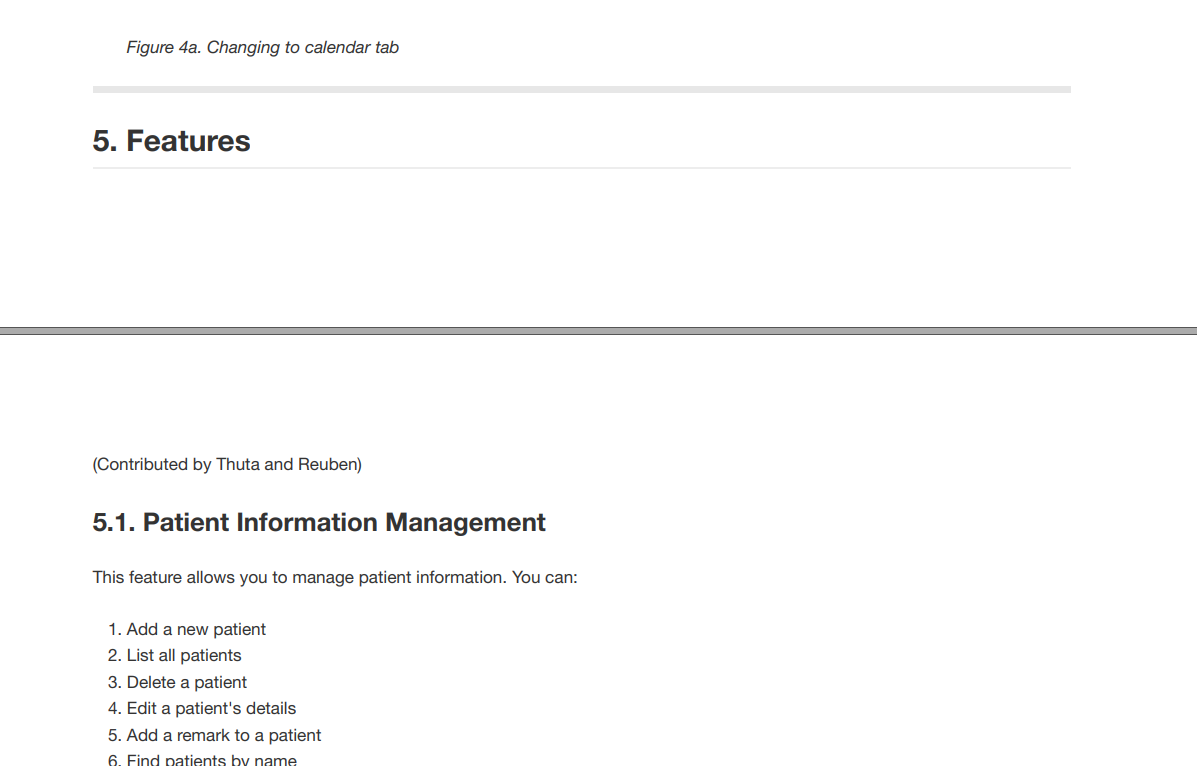 Figure 4a. Changing to calendar tab
5. Features
(Contributed by Thuta and Reuben)
5.1. Patient Information Management
This feature allows you to manage patient information. You can:
1. Add a new patient
2. List all patients
3. Delete a patient
4. Edit a patient's details
5. Add a remark to a patient
6. Find patients by name